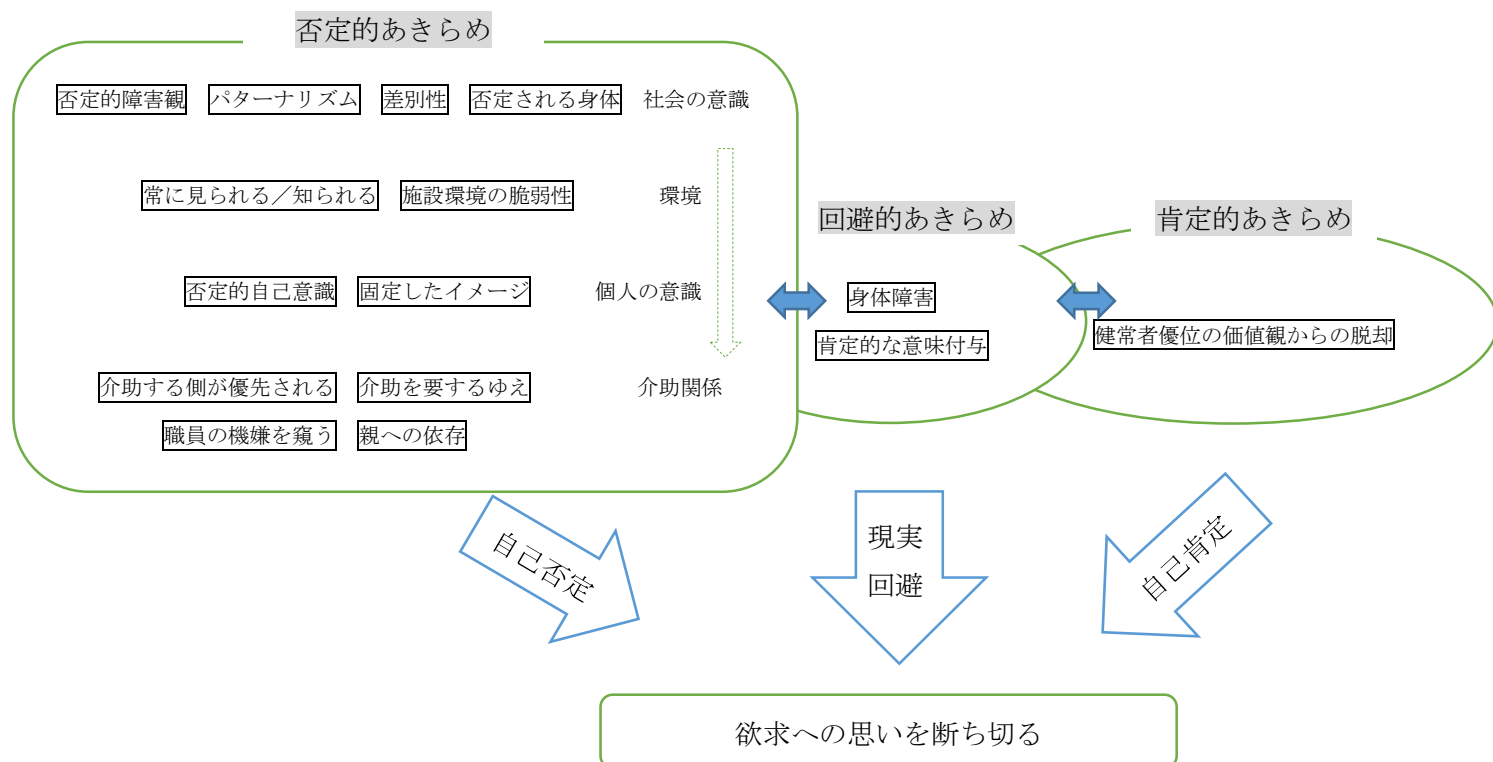 否定的あきらめ
否定的障害観 パターナリズム 差別性 否定される身体 社会の意識
常に見られる／知られる 施設環境の脆弱性 環境
回避的あきらめ 肯定的あきらめ
否定的自己意識 固定したイメージ 個人の意識 身体障害
肯定的な意味付与 健常者優位の価値観からの脱却
介助する側が優先される 介助を要するゆえ 介助関係
職員の機嫌を窺う 親への依存
自己否定
現実
回避
自己肯定
欲求への思いを断ち切る